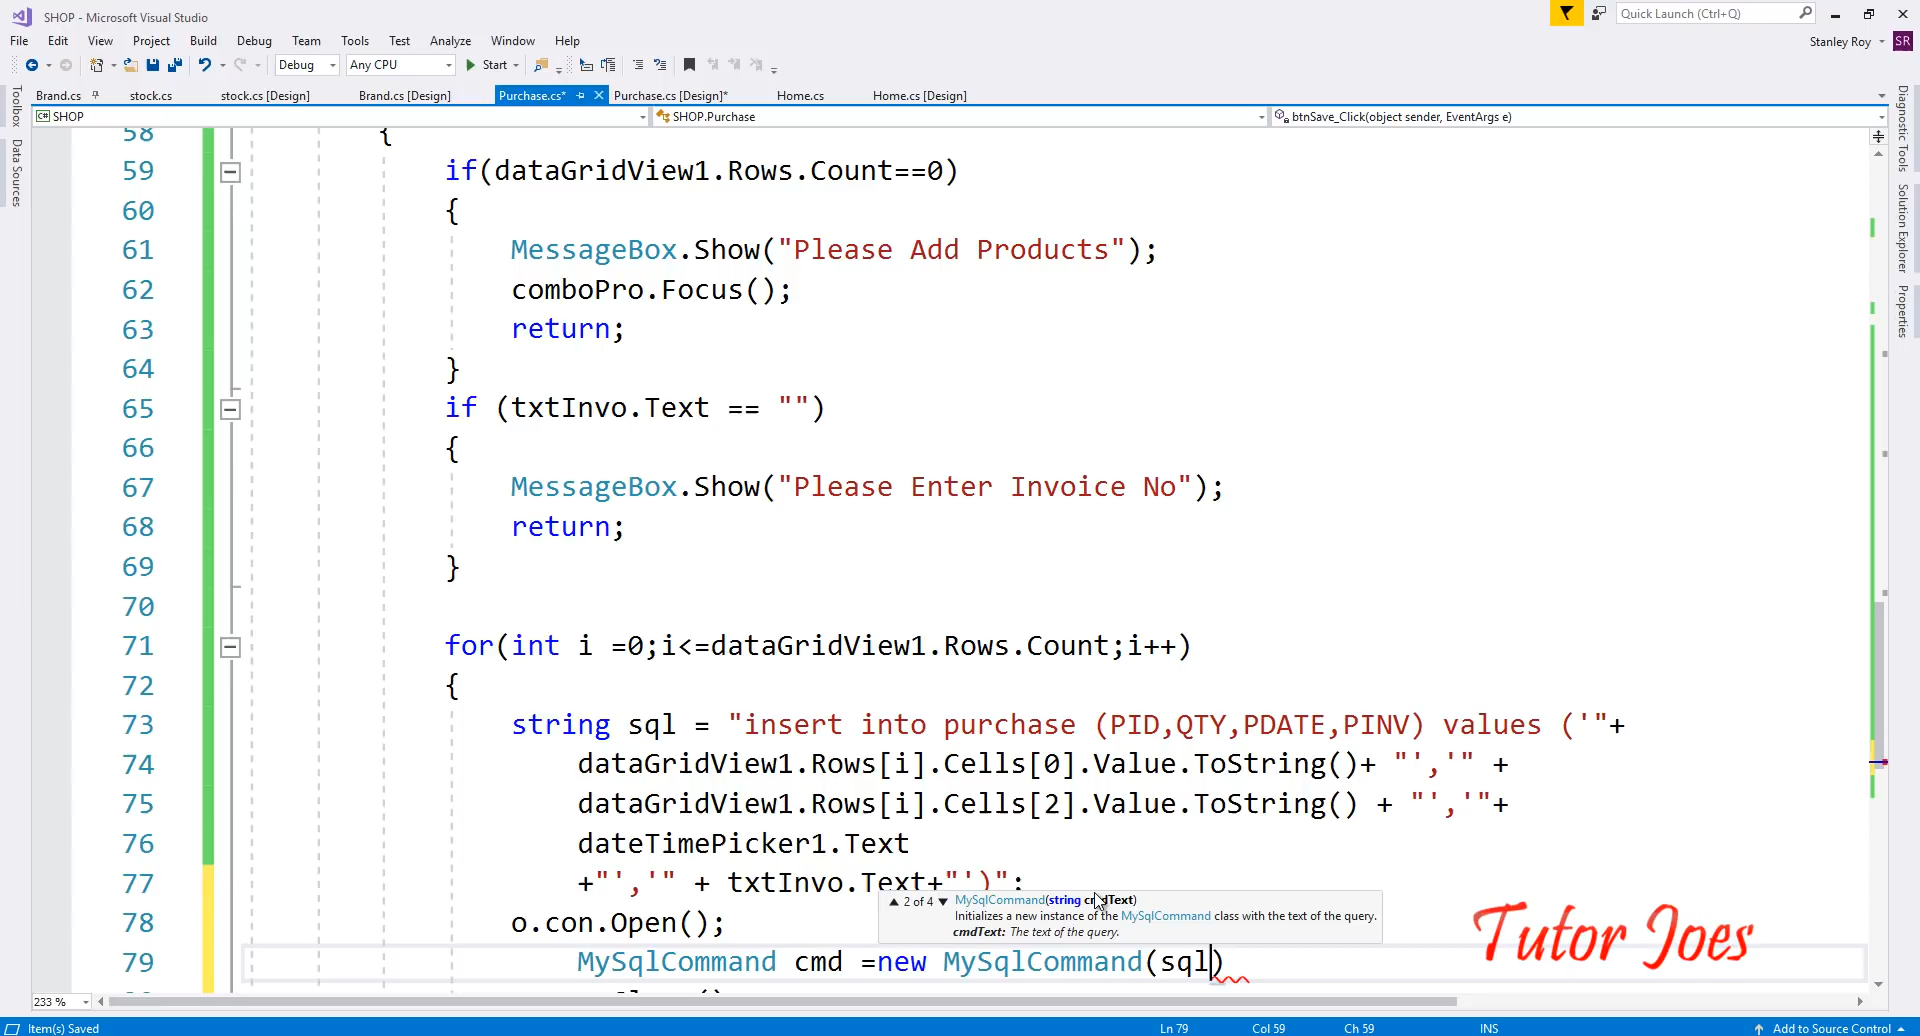 SHOP - Microsoft Visual Studio
Quick Launch (Ctrl+Q)
File Edit View Project Build Debug Team Tools Test Analyze Window Help
Stanley Roy SR
Debug Any CPU Start
Brand.cs stock.cs stock.cs [Design] Brand.cs [Design] Purchase.cs* Purchase.cs [Design]* Home.cs Home.cs [Design]
SHOP SHOP.Purchase btnSave_Click(object sender, EventArgs e)
Toolbox
Data Sources
Diagnostic Tools
Solution Explorer
Properties
58 {
59 if(dataGridView1.Rows.Count==0)
60 {
61 MessageBox.Show("Please Add Products");
62 comboPro.Focus();
63 return;
64 }
65 if (txtInvo.Text == "")
66 {
67 MessageBox.Show("Please Enter Invoice No");
68 return;
69 }
70
71 for(int i =0;i<=dataGridView1.Rows.Count;i++)
72 {
73 string sql = "insert into purchase (PID,QTY,PDATE,PINV) values ('"+
74 dataGridView1.Rows[i].Cells[0].Value.ToString()+ "','" +
75 dataGridView1.Rows[i].Cells[2].Value.ToString() + "','"+
76 dateTimePicker1.Text
77 +"','" + txtInvo.Text+"')";
2 of 4 MySqlCommand(string cmdText)
Initializes a new instance of the MySqlCommand class with the text of the query.
cmdText: The text of the query.
78 o.con.Open();
79 MySqlCommand cmd =new MySqlCommand(sql)
Tutor Joes
233 %
Item(s) Saved Ln 79 Col 59 Ch 59 INS Add to Source Control